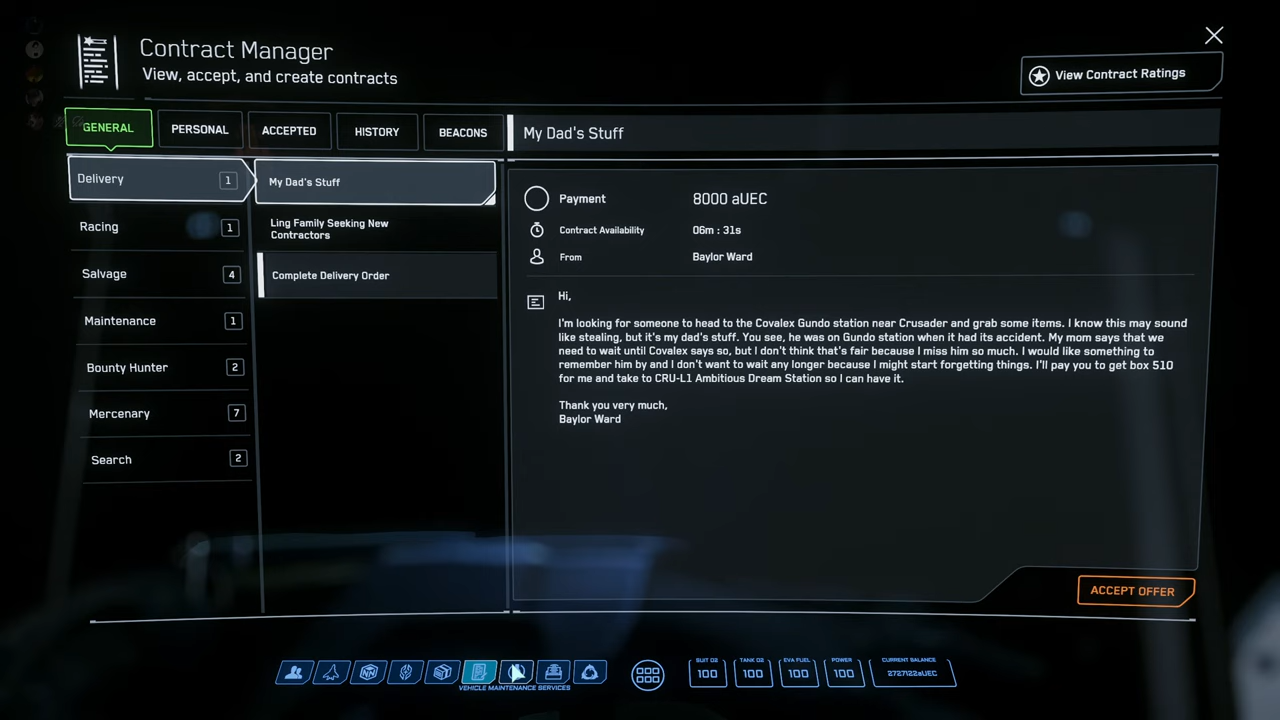 Contract Manager
View, accept, and create contracts
View Contract Ratings
GENERAL
PERSONAL
ACCEPTED
HISTORY
BEACONS
My Dad's Stuff
Delivery
1
Racing
1
Salvage
4
Maintenance
1
Bounty Hunter
2
Mercenary
7
Search
2
My Dad's Stuff
Ling Family Seeking New
Contractors
Complete Delivery Order
Payment
8000 aUEC
Contract Availability
06m : 31s
From
Baylor Ward
Hi,
I'm looking for someone to head to the Covalex Gundo station near Crusader and grab some items. I know this may sound
like stealing, but it's my dad's stuff. You see, he was on Gundo station when it had its accident. My mom says that we
need to wait until Covalex says so, but I don't think that's fair because I miss him so much. I would like something to
remember him by and I don't want to wait any longer because I might start forgetting things. I'll pay you to get box 510
for me and take to CRU-L1 Ambitious Dream Station so I can have it.
Thank you very much,
Baylor Ward
ACCEPT OFFER
VEHICLE MAINTENANCE SERVICES
SUIT O2
100
TANK O2
100
EVA FUEL
100
POWER
100
CURRENT BALANCE
2727122aUEC